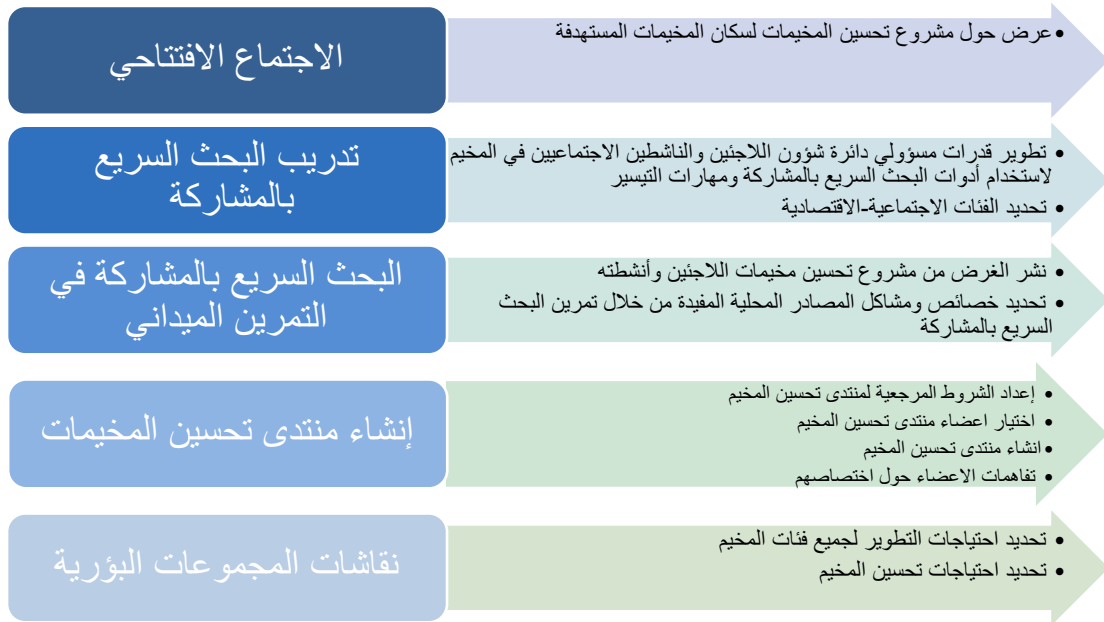 الاجتماع الافتتاحي
• عرض حول مشروع تحسين المخيمات لسكان المخيمات المستهدفة
تدريب البحث السريع
بالمشاركة
• تطوير قدرات مسؤولي دائرة شؤون اللاجئين والناشطين الاجتماعيين في المخيم
لاستخدام أدوات البحث السريع بالمشاركة ومهارات التيسير
• تحديد الفئات الاجتماعية-الاقتصادية
البحث السريع بالمشاركة في
التمرين الميداني
• نشر الغرض من مشروع تحسين مخيمات اللاجئين وأنشطته
• تحديد خصائص ومشاكل المصادر المحلية المفيدة من خلال تمرين البحث
السريع بالمشاركة
إنشاء منتدى تحسين المخيمات
• إعداد الشروط المرجعية لمنتدى تحسين المخيم
• اختيار اعضاء منتدى تحسين المخيم
• انشاء منتدى تحسين المخيم
• تفاهمات الاعضاء حول اختصاصهم
نقاشات المجموعات البؤرية
• تحديد احتياجات التطوير لجميع فئات المخيم
• تحديد احتياجات تحسين المخيم